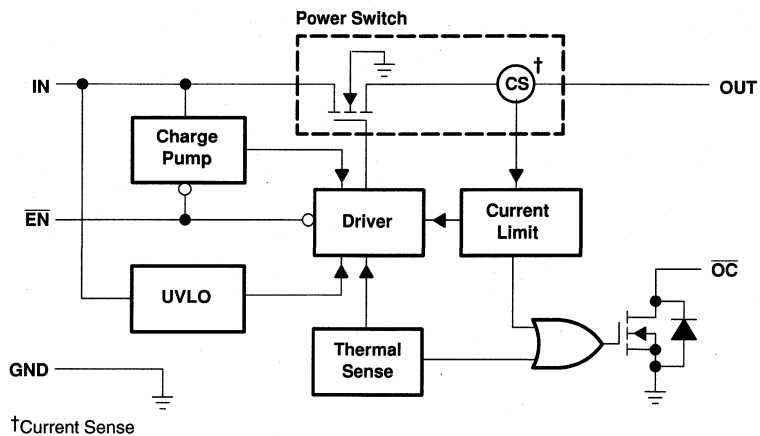 Power Switch
IN
†
CS
OUT
Charge
Pump
EN
Driver
Current
Limit
OC
UVLO
Thermal
Sense
GND
†Current Sense